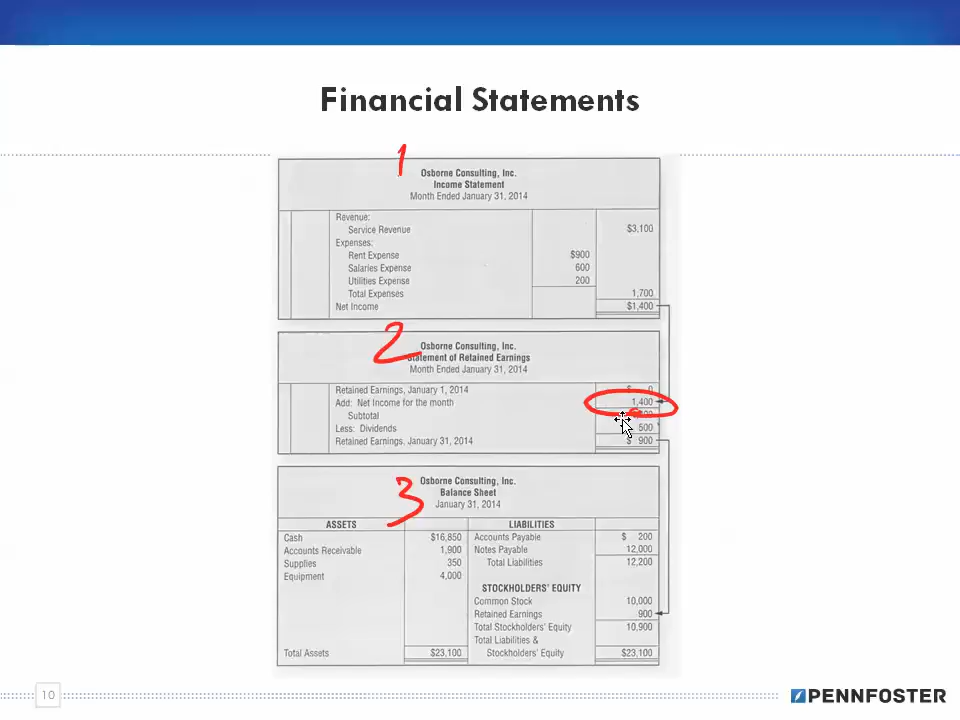 Financial Statements
1
Osborne Consulting, Inc.
Income Statement
Month Ended January 31, 2014
Revenue:
Service Revenue $3,100
Expenses:
Rent Expense $900
Salaries Expense 600
Utilities Expense 200
Total Expenses 1,700
Net Income $1,400
2
Osborne Consulting, Inc.
Statement of Retained Earnings
Month Ended January 31, 2014
Retained Earnings, January 1, 2014 $ 0
Add: Net Income for the month 1,400
Subtotal
Less: Dividends 500
Retained Earnings, January 31, 2014 $ 900
3
Osborne Consulting, Inc.
Balance Sheet
January 31, 2014
ASSETS LIABILITIES
Cash $16,850 Accounts Payable $ 200
Accounts Receivable 1,900 Notes Payable 12,000
Supplies 350 Total Liabilities 12,200
Equipment 4,000
STOCKHOLDERS' EQUITY
Common Stock 10,000
Retained Earnings 900
Total Stockholders' Equity 10,900
Total Liabilities &
Total Assets $23,100 Stockholders' Equity $23,100
10
PENNFOSTER